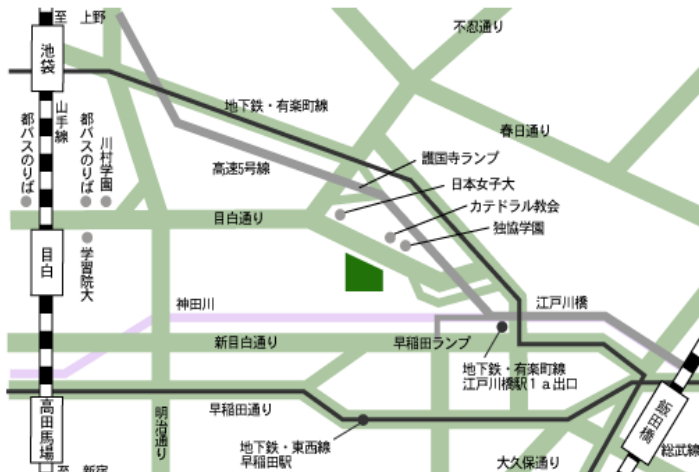 至 上野
池袋
不忍通り
地下鉄・有楽町線
山手線
都バスのりば
都バスのりば
川村学園
春日通り
護国寺ランプ
高速5号線
日本女子大
カテドラル教会
目白通り
独協学園
目白
学習院大
神田川
江戸川橋
新目白通り
早稲田ランプ
地下鉄・有楽町線
江戸川橋駅1a出口
高田馬場
明治通り
早稲田通り
飯田橋
地下鉄・東西線
早稲田駅
総武線
大久保通り
至 新宿